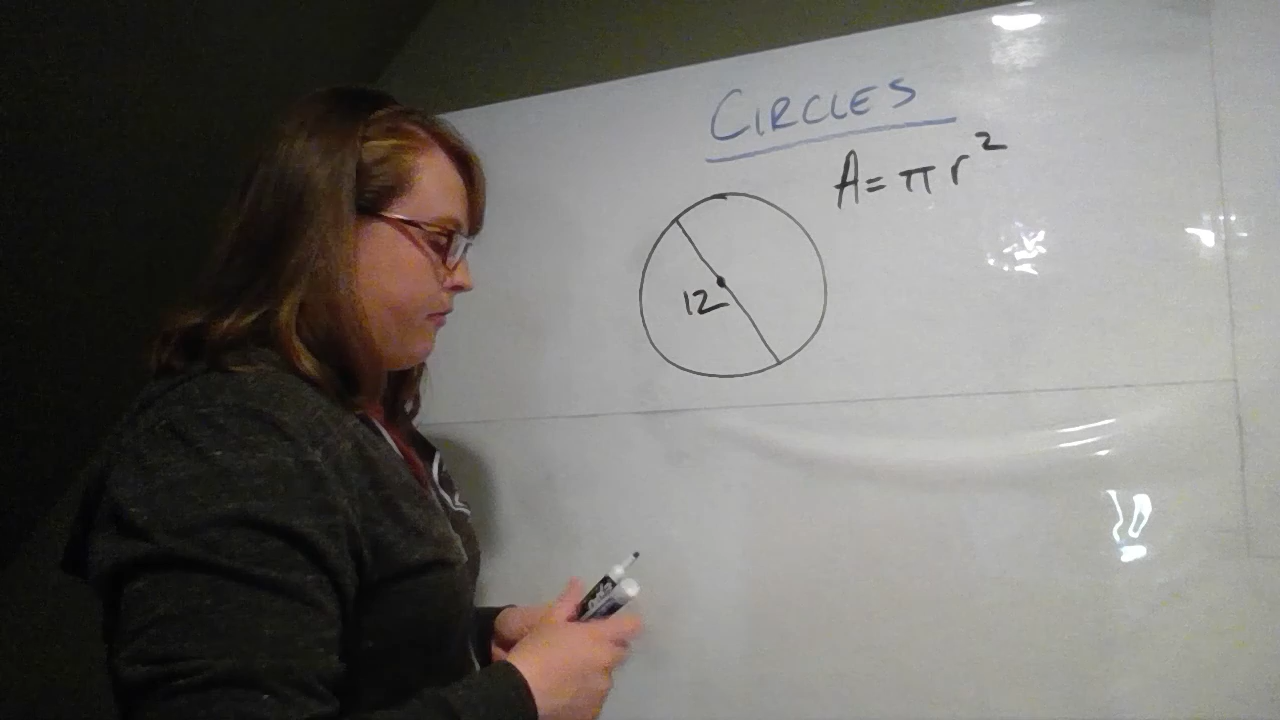 CIRCLES
A = πr²
12